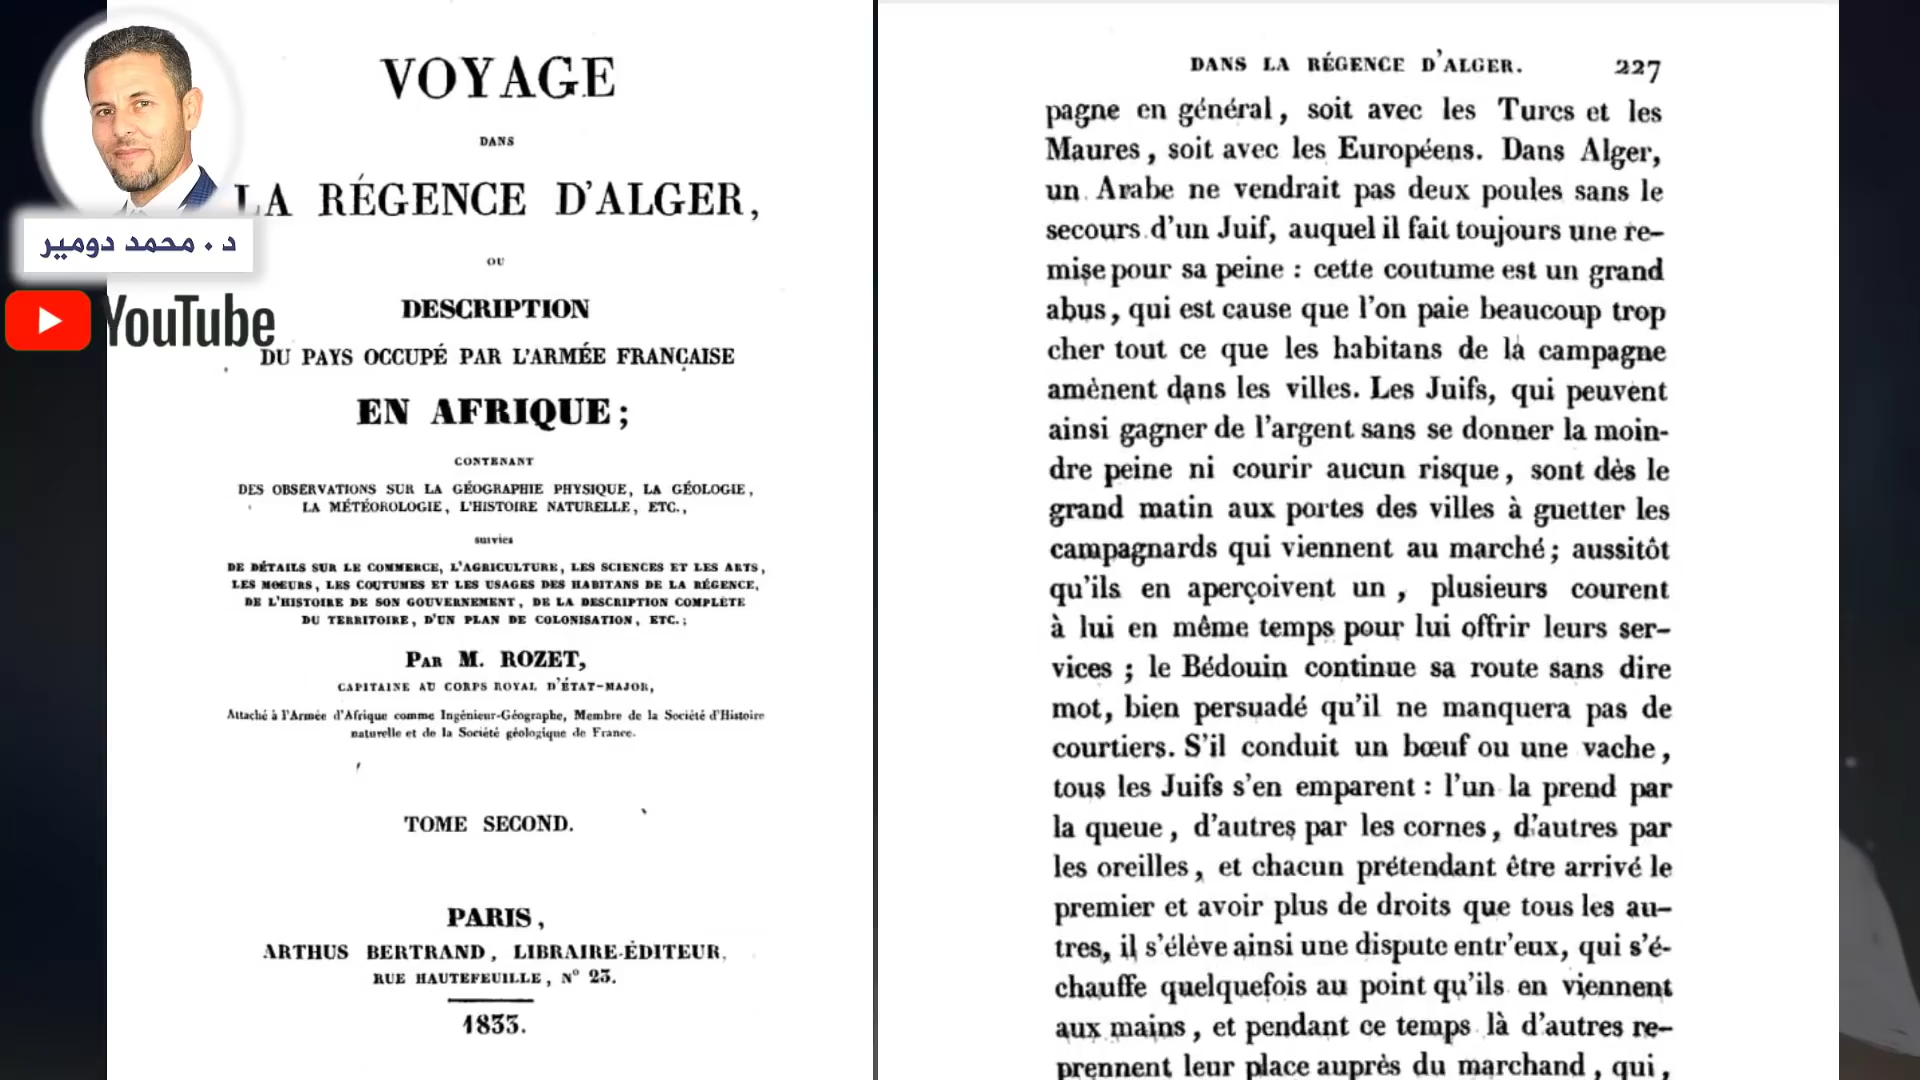 د. محمد دومير
YouTube
VOYAGE
DANS
LA RÉGENCE D'ALGER,
OU
DESCRIPTION
DU PAYS OCCUPÉ PAR L'ARMÉE FRANÇAISE
EN AFRIQUE;
CONTENANT
DES OBSERVATIONS SUR LA GÉOGRAPHIE PHYSIQUE, LA GÉOLOGIE,
LA MÉTÉOROLOGIE, L'HISTOIRE NATURELLE, ETC.,
suivies
DE DÉTAILS SUR LE COMMERCE, L'AGRICULTURE, LES SCIENCES ET LES ARTS,
LES MŒURS, LES COUTUMES ET LES USAGES DES HABITANS DE LA RÉGENCE,
DE L'HISTOIRE DE SON GOUVERNEMENT, DE LA DESCRIPTION COMPLÈTE
DU TERRITOIRE, D'UN PLAN DE COLONISATION, ETC.;
PAR M. ROZET,
CAPITAINE AU CORPS ROYAL D'ÉTAT-MAJOR,
Attaché à l'Armée d'Afrique comme Ingénieur-Géographe, Membre de la Société d'Histoire
naturelle et de la Société géologique de France.
TOME SECOND.
PARIS,
ARTHUS BERTRAND, LIBRAIRE-ÉDITEUR,
RUE HAUTEFEUILLE, N° 23.
1833.
DANS LA RÉGENCE D'ALGER. 227
pagne en général, soit avec les Turcs et les
Maures, soit avec les Européens. Dans Alger,
un Arabe ne vendrait pas deux poules sans le
secours d'un Juif, auquel il fait toujours une re-
mise pour sa peine : cette coutume est un grand
abus, qui est cause que l'on paie beaucoup trop
cher tout ce que les habitans de la campagne
amènent dans les villes. Les Juifs, qui peuvent
ainsi gagner de l'argent sans se donner la moin-
dre peine ni courir aucun risque, sont dès le
grand matin aux portes des villes à guetter les
campagnards qui viennent au marché; aussitôt
qu'ils en aperçoivent un, plusieurs courent
à lui en même temps pour lui offrir leurs ser-
vices ; le Bédouin continue sa route sans dire
mot, bien persuadé qu'il ne manquera pas de
courtiers. S'il conduit un bœuf ou une vache,
tous les Juifs s'en emparent : l'un la prend par
la queue, d'autres par les cornes, d'autres par
les oreilles, et chacun prétendant être arrivé le
premier et avoir plus de droits que tous les au-
tres, il s'élève ainsi une dispute entr'eux, qui s'é-
chauffe quelquefois au point qu'ils en viennent
aux mains, et pendant ce temps là d'autres re-
prennent leur place auprès du marchand, qui,